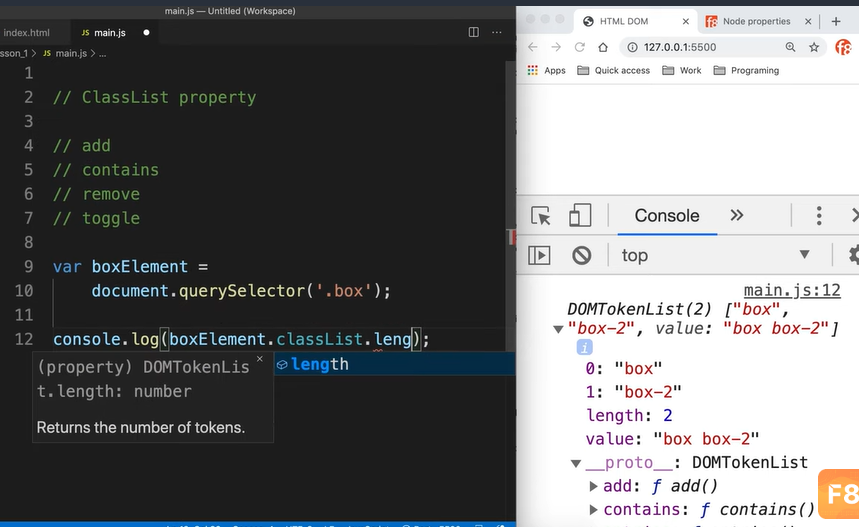 main.js — Untitled (Workspace)
index.html
JS main.js
sson_1 > JS main.js > ...
1
2 // ClassList property
3
4 // add
5 // contains
6 // remove
7 // toggle
8
9 var boxElement =
10 document.querySelector('.box');
11
12 console.log(boxElement.classList.leng);
(property) DOMTokenLis
t.length: number
Returns the number of tokens.
length
HTML DOM
Node properties
127.0.0.1:5500
Apps
Quick access
Work
Programing
Console
top
main.js:12
DOMTokenList(2) ["box",
"box-2", value: "box box-2"]
i
0: "box"
1: "box-2"
length: 2
value: "box box-2"
__proto__: DOMTokenList
add: ƒ add()
contains: ƒ contains()
F8